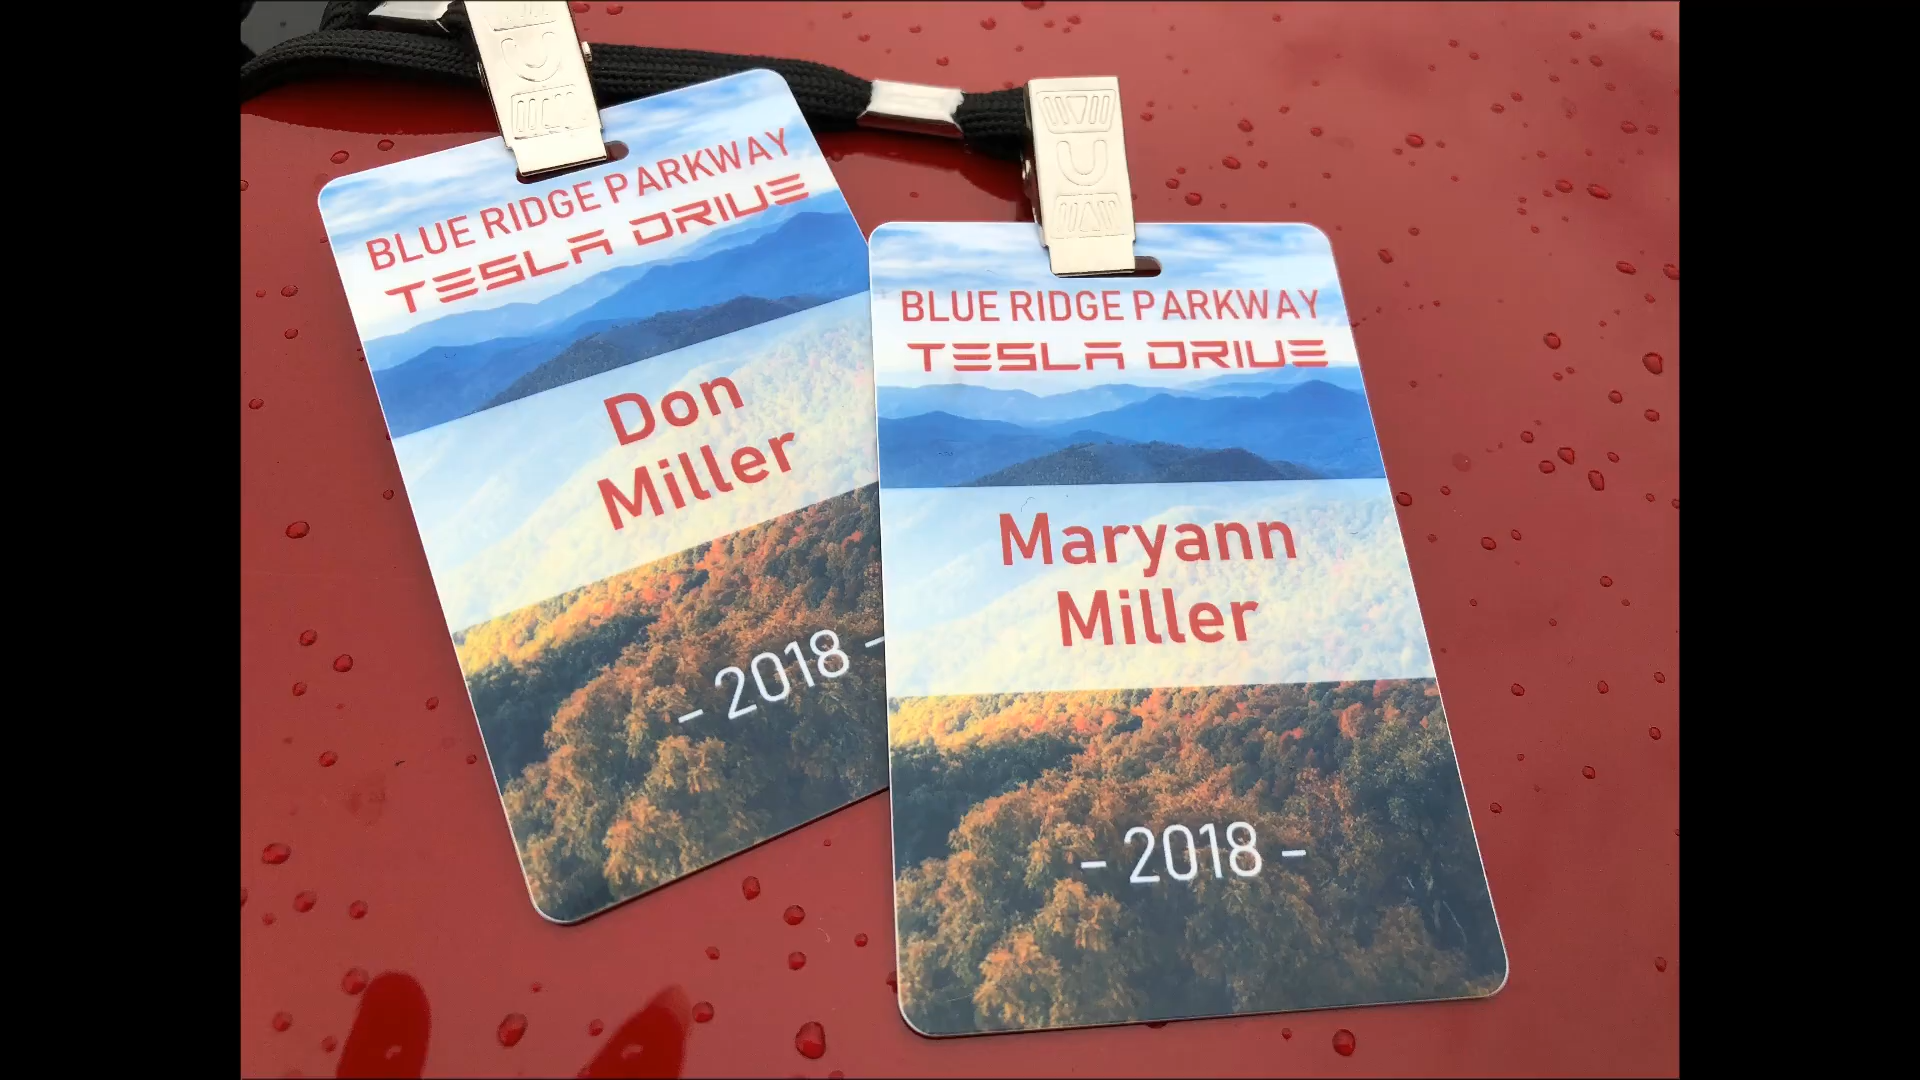 BLUE RIDGE PARKWAY
TESLA DRIVE
Don
Miller
- 2018 -
BLUE RIDGE PARKWAY
TESLA DRIVE
Maryann
Miller
- 2018 -